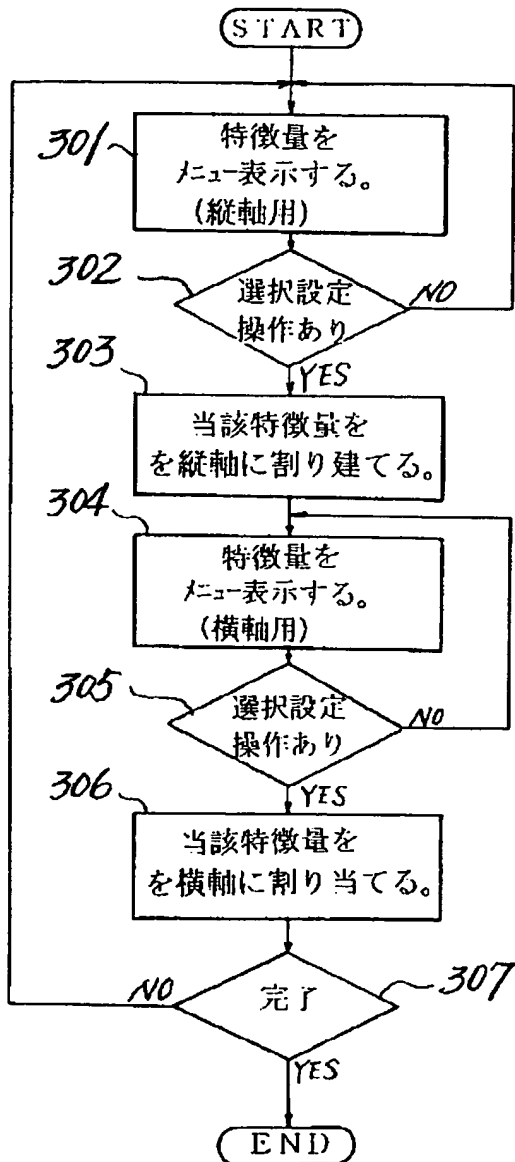 START
301
特徴量を
メニュー表示する。
(縦軸用)
302
選択設定
操作あり
NO
YES
303
当該特徴量を
を縦軸に割り建てる。
304
特徴量を
メニュー表示する。
(横軸用)
305
選択設定
操作あり
NO
YES
306
当該特徴量を
を横軸に割り当てる。
307
完了
NO
YES
END